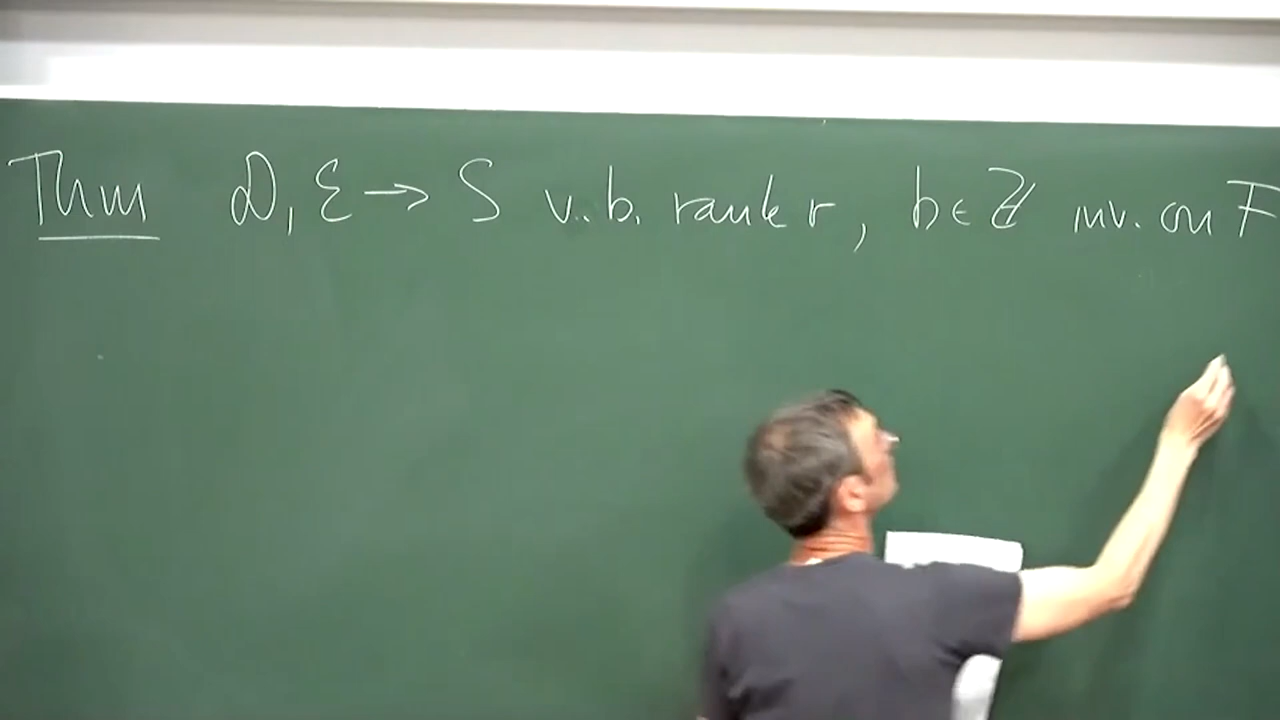 Thm 𝒟, ℰ → S v.b. rank r, b ∈ ℤ inv. on F